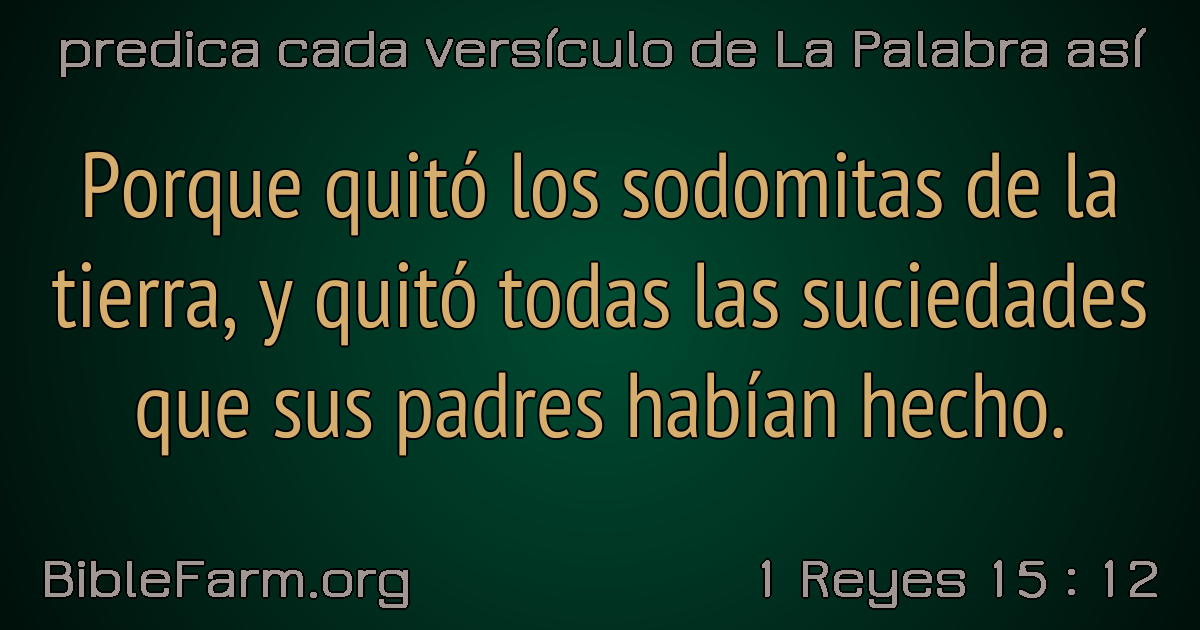 predica cada versículo de La Palabra así
Porque quitó los sodomitas de la
tierra, y quitó todas las suciedades
que sus padres habían hecho.
BibleFarm.org
1 Reyes 15 : 12